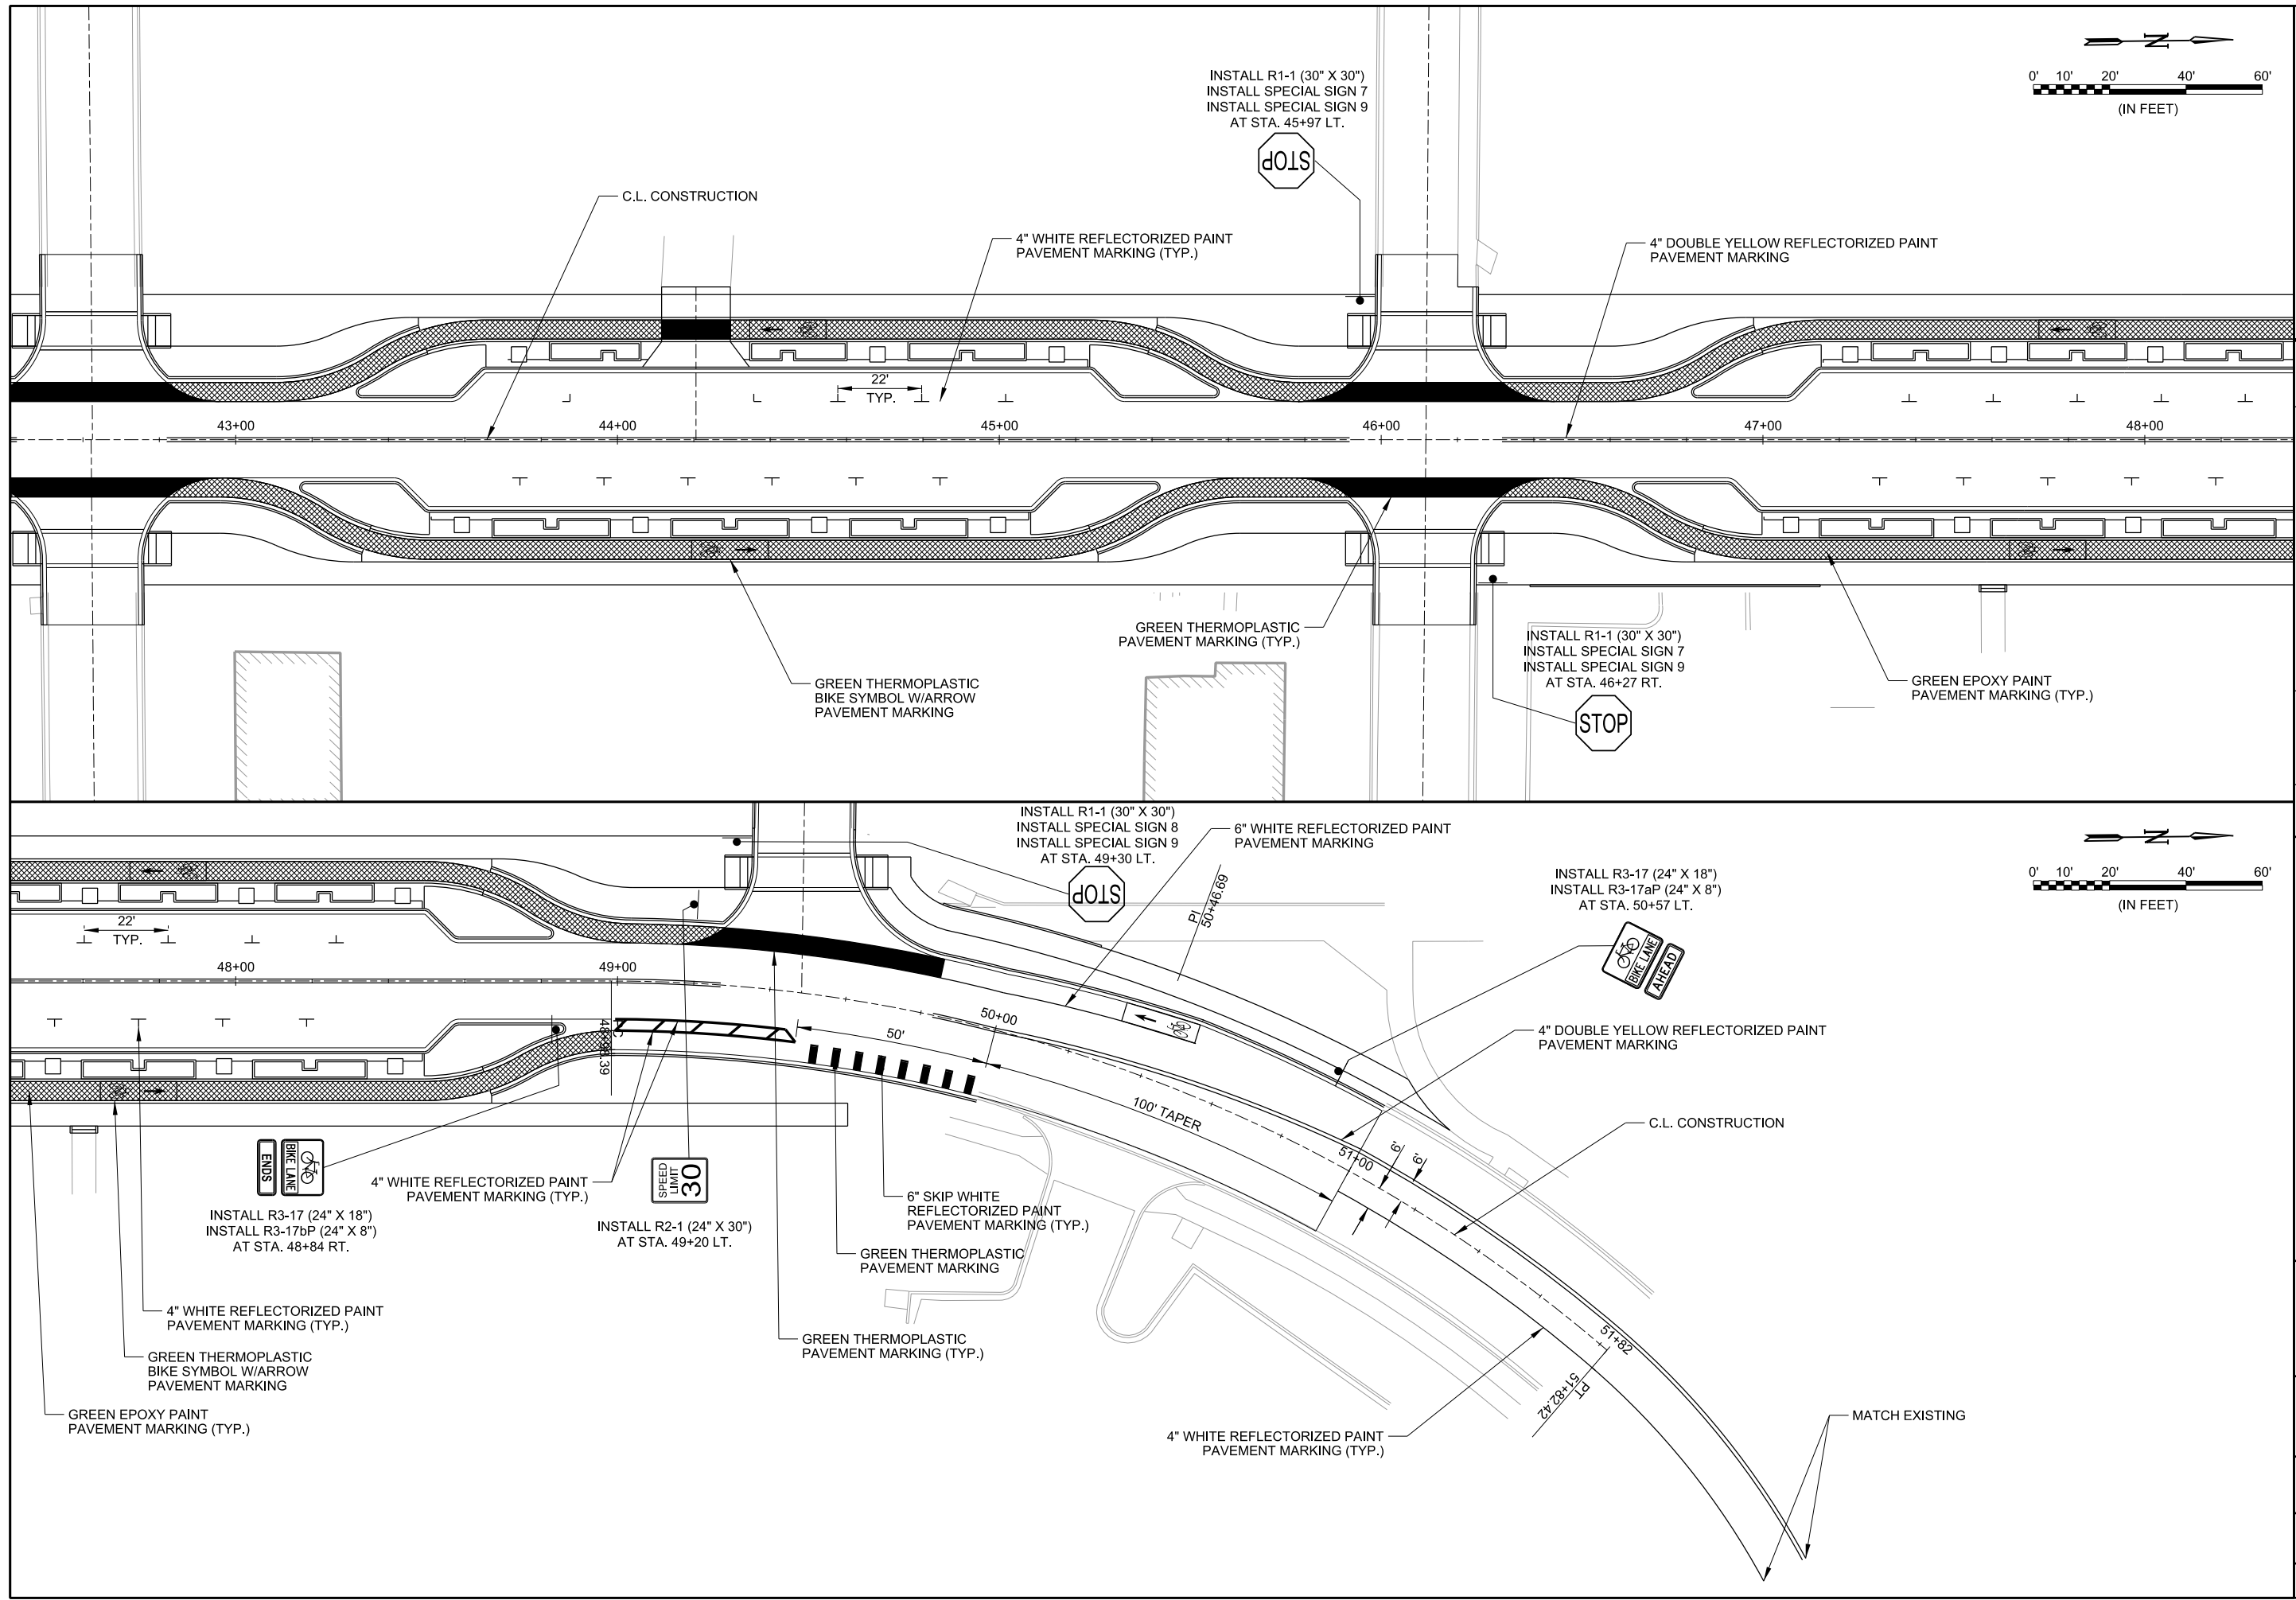 INSTALL R1-1 (30" X 30")
INSTALL SPECIAL SIGN 7
INSTALL SPECIAL SIGN 9
AT STA. 45+97 LT.
STOP
N
0' 10' 20' 40' 60'
(IN FEET)
C.L. CONSTRUCTION
4" WHITE REFLECTORIZED PAINT
PAVEMENT MARKING (TYP.)
4" DOUBLE YELLOW REFLECTORIZED PAINT
PAVEMENT MARKING
22'
TYP.
43+00
44+00
45+00
46+00
47+00
48+00
GREEN THERMOPLASTIC
PAVEMENT MARKING (TYP.)
INSTALL R1-1 (30" X 30")
INSTALL SPECIAL SIGN 7
INSTALL SPECIAL SIGN 9
AT STA. 46+27 RT.
STOP
GREEN THERMOPLASTIC
BIKE SYMBOL W/ARROW
PAVEMENT MARKING
GREEN EPOXY PAINT
PAVEMENT MARKING (TYP.)
INSTALL R1-1 (30" X 30")
INSTALL SPECIAL SIGN 8
INSTALL SPECIAL SIGN 9
AT STA. 49+30 LT.
STOP
6" WHITE REFLECTORIZED PAINT
PAVEMENT MARKING
PI
50+46.69
INSTALL R3-17 (24" X 18")
INSTALL R3-17aP (24" X 8")
AT STA. 50+57 LT.
BIKE LANE
AHEAD
N
0' 10' 20' 40' 60'
(IN FEET)
22'
TYP.
48+00
49+00
50+00
51+00
51+82
48+98.39
50'
100' TAPER
6'
6'
4" DOUBLE YELLOW REFLECTORIZED PAINT
PAVEMENT MARKING
C.L. CONSTRUCTION
ENDS
BIKE LANE
INSTALL R3-17 (24" X 18")
INSTALL R3-17bP (24" X 8")
AT STA. 48+84 RT.
4" WHITE REFLECTORIZED PAINT
PAVEMENT MARKING (TYP.)
SPEED
LIMIT
30
INSTALL R2-1 (24" X 30")
AT STA. 49+20 LT.
6" SKIP WHITE
REFLECTORIZED PAINT
PAVEMENT MARKING (TYP.)
GREEN THERMOPLASTIC
PAVEMENT MARKING
4" WHITE REFLECTORIZED PAINT
PAVEMENT MARKING (TYP.)
GREEN THERMOPLASTIC
PAVEMENT MARKING (TYP.)
GREEN THERMOPLASTIC
BIKE SYMBOL W/ARROW
PAVEMENT MARKING
GREEN EPOXY PAINT
PAVEMENT MARKING (TYP.)
PT
51+82.42
4" WHITE REFLECTORIZED PAINT
PAVEMENT MARKING (TYP.)
MATCH EXISTING